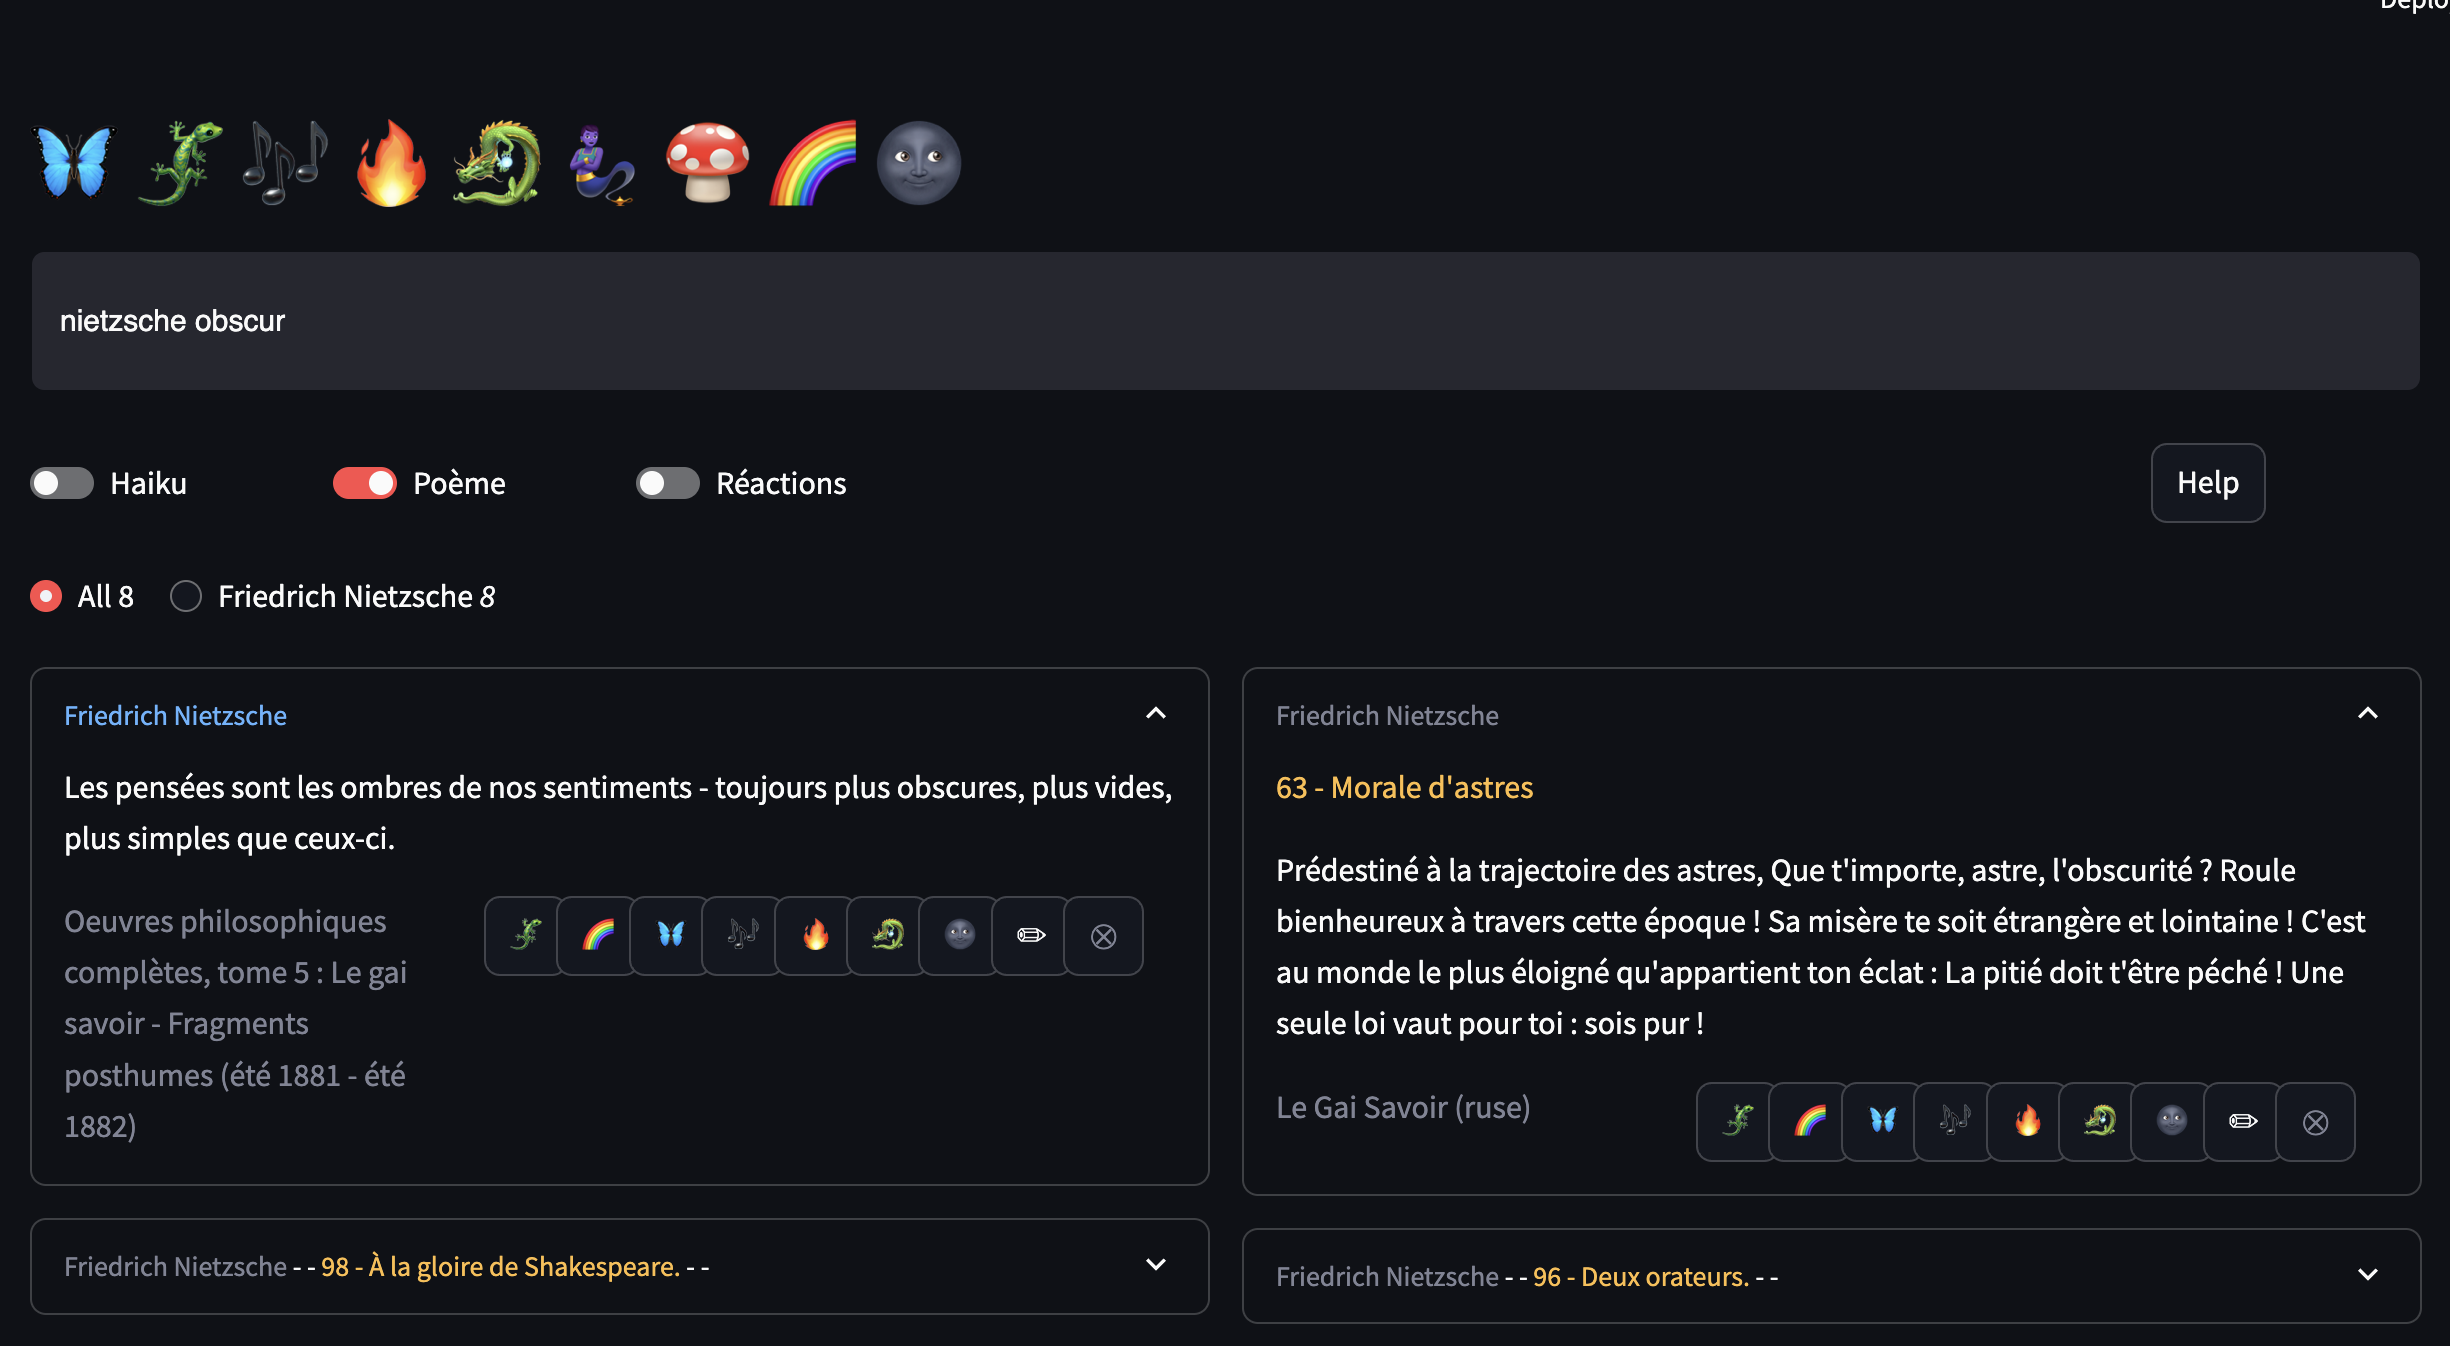 nietzsche obscur
Haiku
Poème
Réactions
Help
All 8
Friedrich Nietzsche 8
Friedrich Nietzsche
Les pensées sont les ombres de nos sentiments - toujours plus obscures, plus vides,
plus simples que ceux-ci.
Oeuvres philosophiques
complètes, tome 5 : Le gai
savoir - Fragments
posthumes (été 1881 - été
1882)
Friedrich Nietzsche
63 - Morale d'astres
Prédestiné à la trajectoire des astres, Que t'importe, astre, l'obscurité ? Roule
bienheureux à travers cette époque ! Sa misère te soit étrangère et lointaine ! C'est
au monde le plus éloigné qu'appartient ton éclat : La pitié doit t'être péché ! Une
seule loi vaut pour toi : sois pur !
Le Gai Savoir (ruse)
Friedrich Nietzsche - - 98 - À la gloire de Shakespeare. - -
Friedrich Nietzsche - - 96 - Deux orateurs. - -